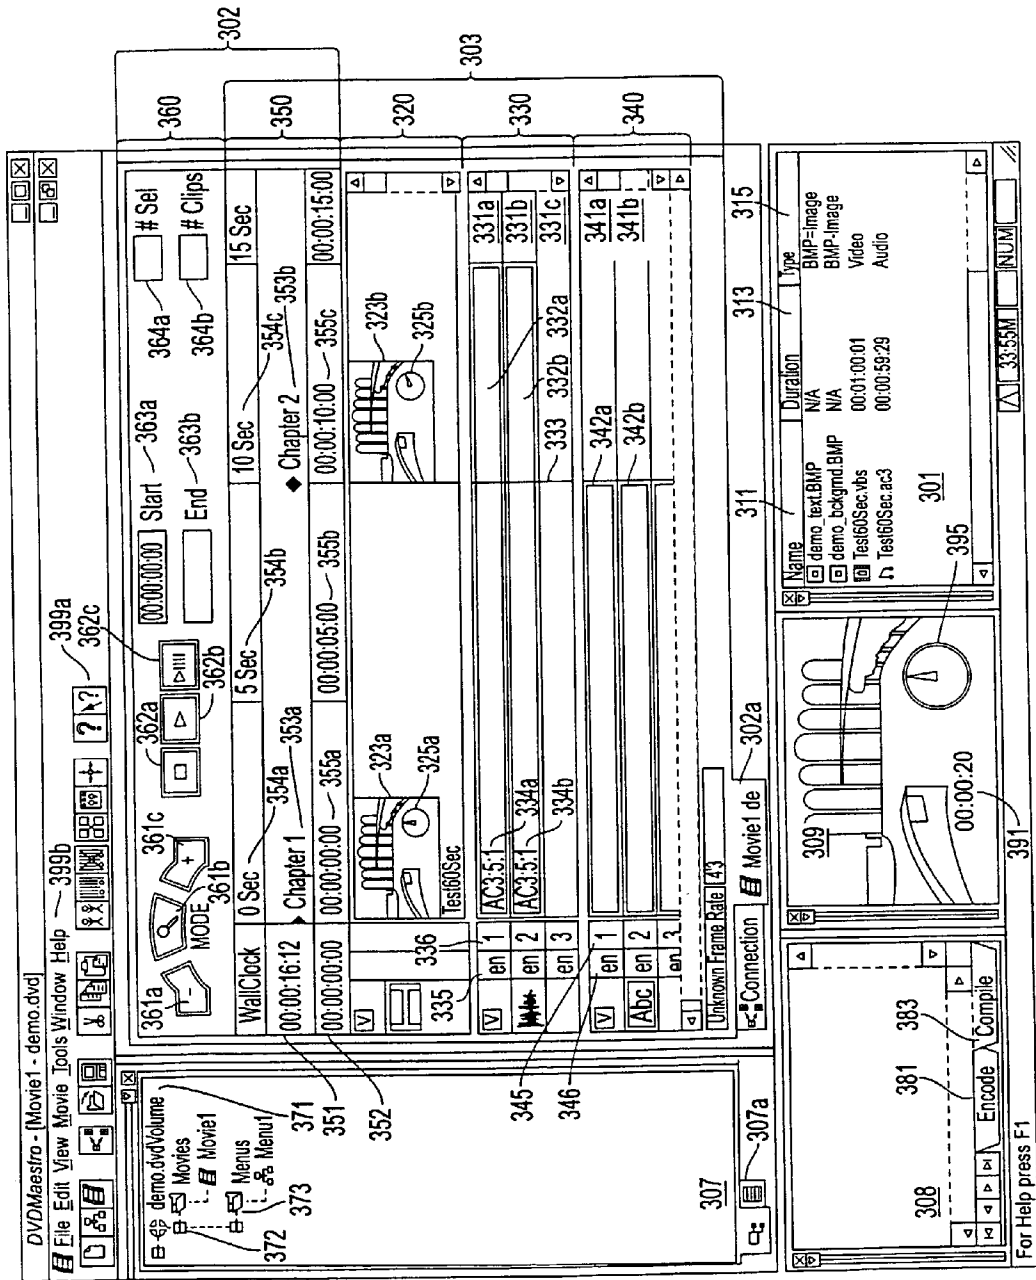 DVDMaestro - [Movie1 - demo.dvd]
File Edit View Movie Tools Window Help 399b
399a
362c
361a
MODE
361b
361c
362a
362b
00:00:00:00 Start 363a
End 363b
364a # Sel
364b # Clips
360
302
WallClock 0 Sec 354a 5 Sec 354b 10 Sec 354c 15 Sec
00:00:16:12 Chapter 1 353a Chapter 2 353b
00:00:00:00 00:00:00:00 355a 00:00:05:00 355b 00:00:10:00 355c 00:00:15:00
350
303
demo.dvdVolume
Movies
Movie1
Menus
Menu1
371
351
352
372
373
V
323a
325a
Test60Sec
323b
325b
320
335
336
V en 1 AC3.5:1 334a 331a
en 2 AC3.5:1 334b 331b
en 3 331c
332a
332b
333
330
345
346
V en 1 342a 341a
Abc en 2 342b 341b
en 3
340
Unknown Frame Rate 43
Connection Movie1 de 302a
307
307a
308
Encode Compile
381
383
309
00:00:20
391
395
311
313
315
Name Duration Type
demo_text.BMP N/A BMP=Image
demo_bckgrnd.BMP N/A BMP-Image
Test60Sec.vbs 00:01:00:01 Video
Test60Sec.ac3 00:00:59:29 Audio
301
For Help press F1
33:55M NUM